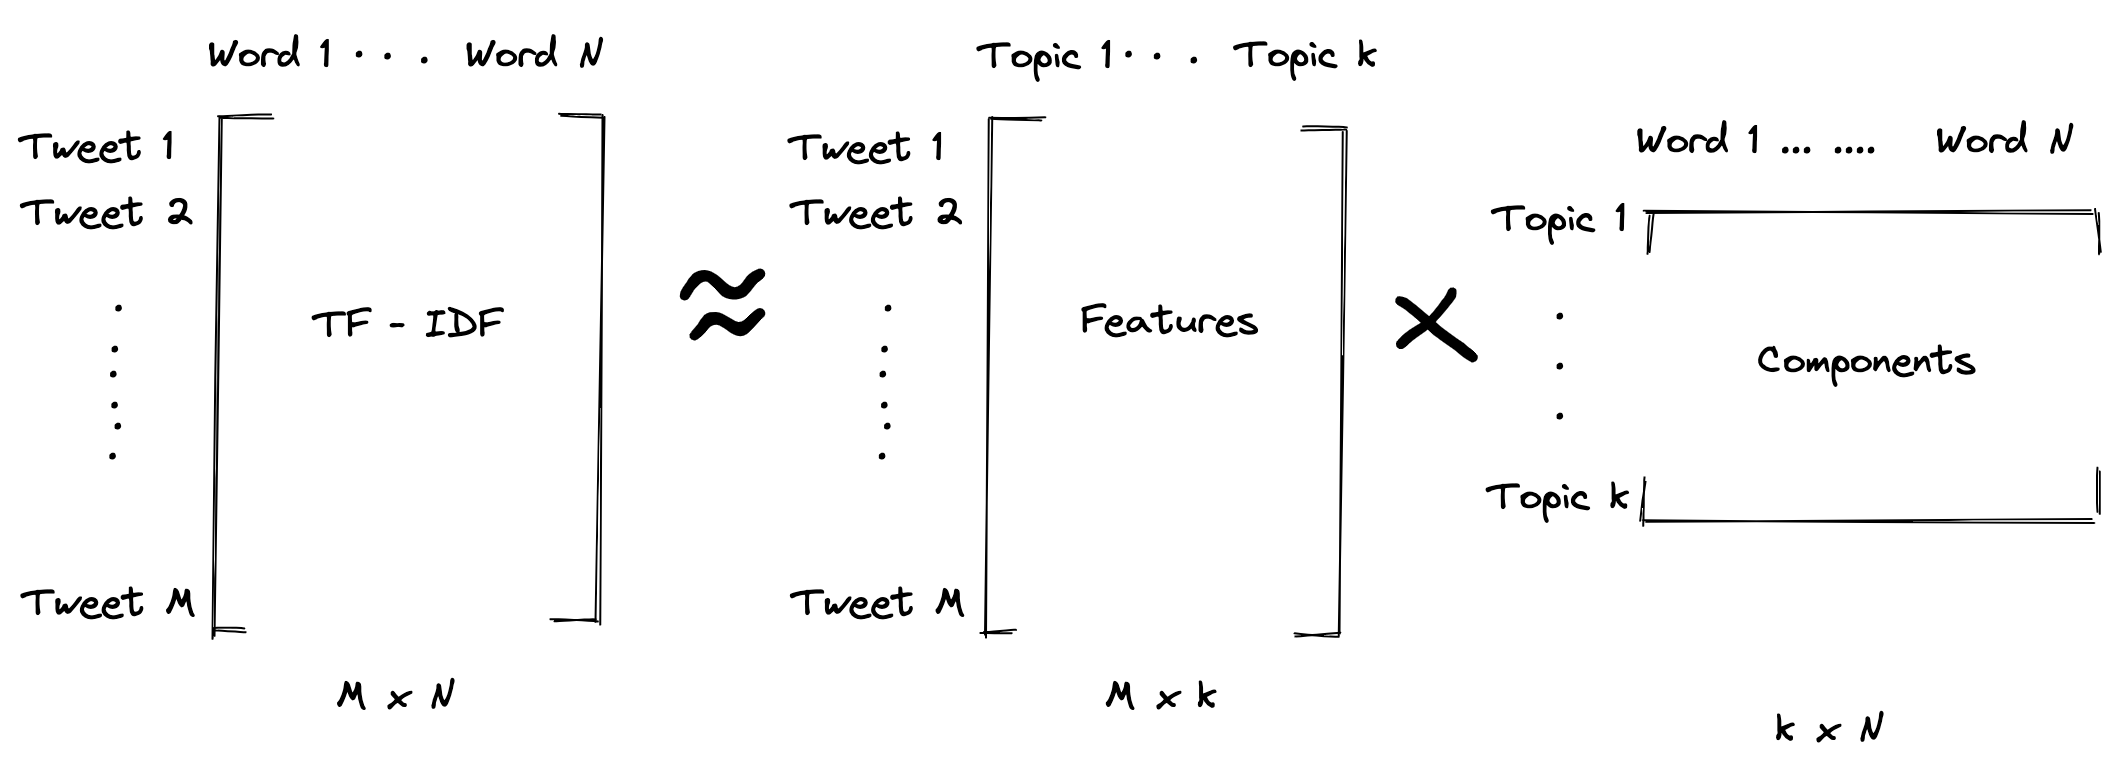 Word 1 . . . Word N
Tweet 1
Tweet 2
TF - IDF
Tweet M
M x N
≈
Topic 1 . . . Topic k
Tweet 1
Tweet 2
Features
Tweet M
M x k
×
Word 1 ... .... Word N
Topic 1
Components
Topic k
k x N